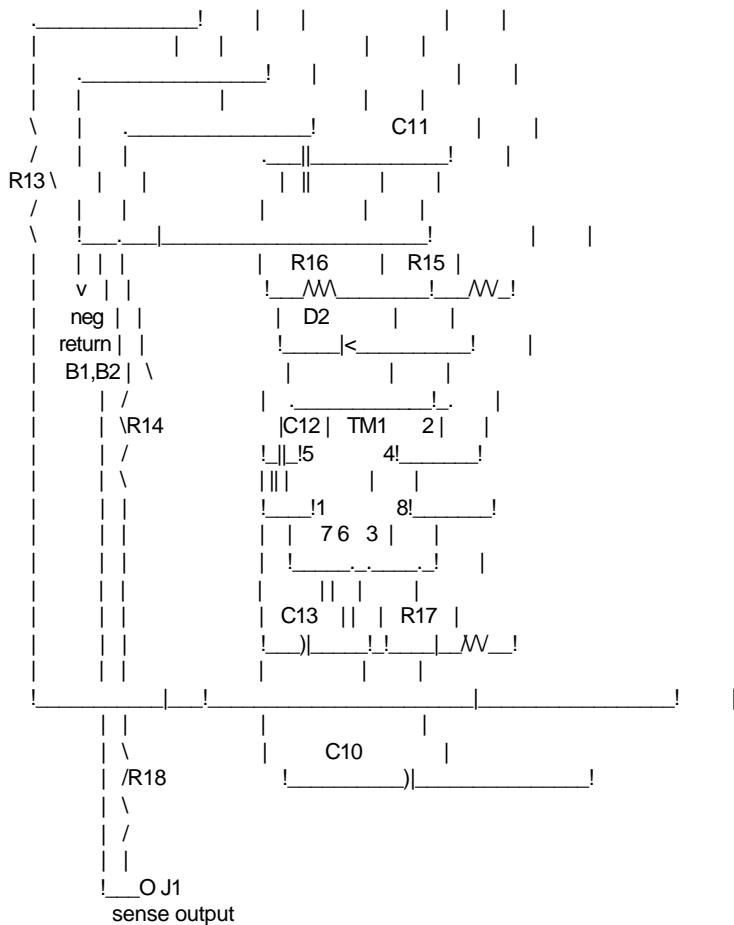 C11
R13
R16 R15
v
neg D2
return
B1,B2
R14 C12 TM1 2
5 4
1 8
7 6 3
C13 R17
C10
R18
O J1
sense output